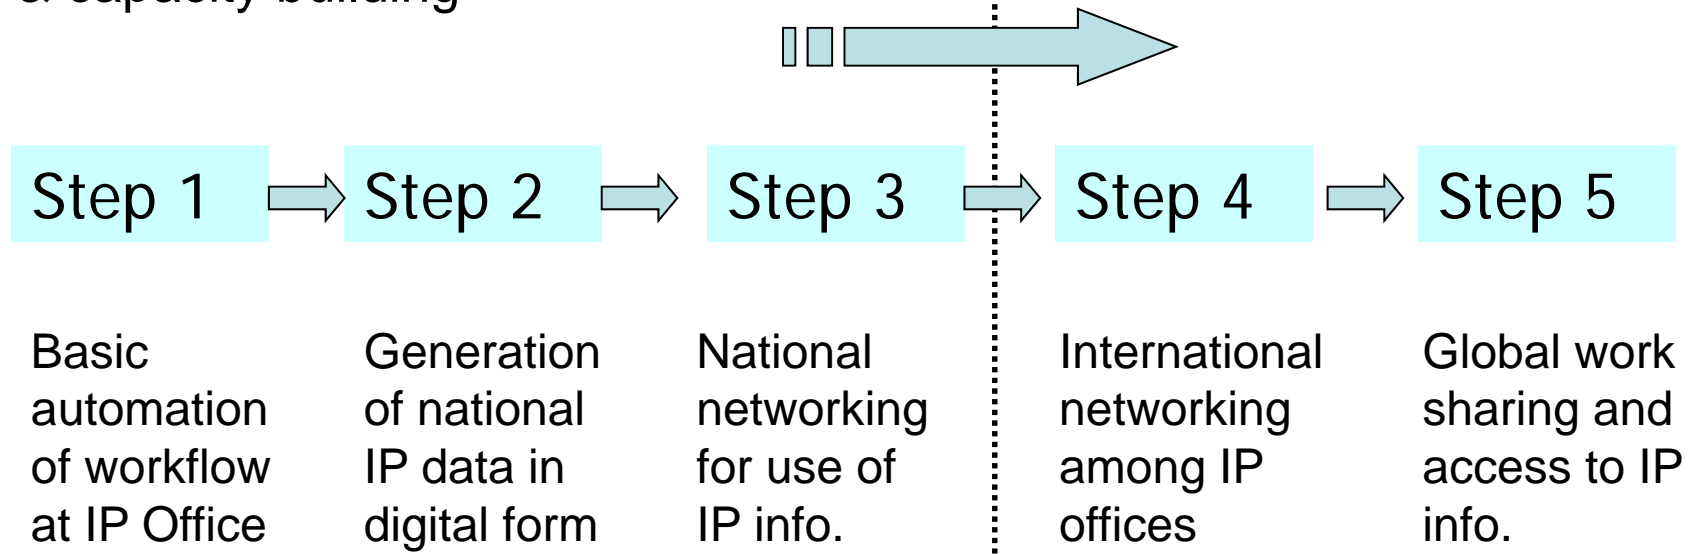 & capacity building
Step 1
Step 2
Step 3
Step 4
Step 5
Basic
automation
of workflow
at IP Office
Generation
of national
IP data in
digital form
National
networking
for use of
IP info.
International
networking
among IP
offices
Global work
sharing and
access to IP
info.